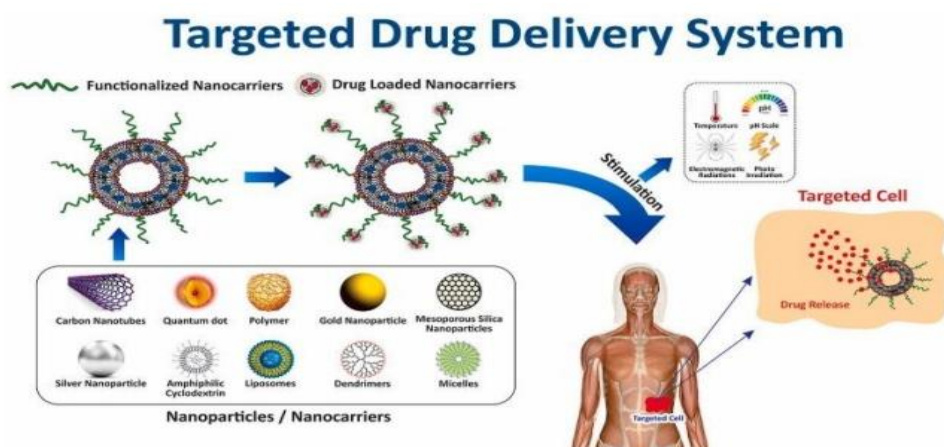 Targeted Drug Delivery System
Functionalized Nanocarriers
Drug Loaded Nanocarriers
Temperature
pH
pH Scale
Electromagnetic
Radiations
Photo
Irradiation
Stimulation
Targeted Cell
Drug Release
Carbon Nanotubes
Quantum dot
Polymer
Gold Nanoparticle
Mesoporous Silica
Nanoparticles
Silver Nanoparticle
Amphiphilic
Cyclodextrin
Liposomes
Dendrimers
Micelles
Nanoparticles / Nanocarriers
Targeted Cell